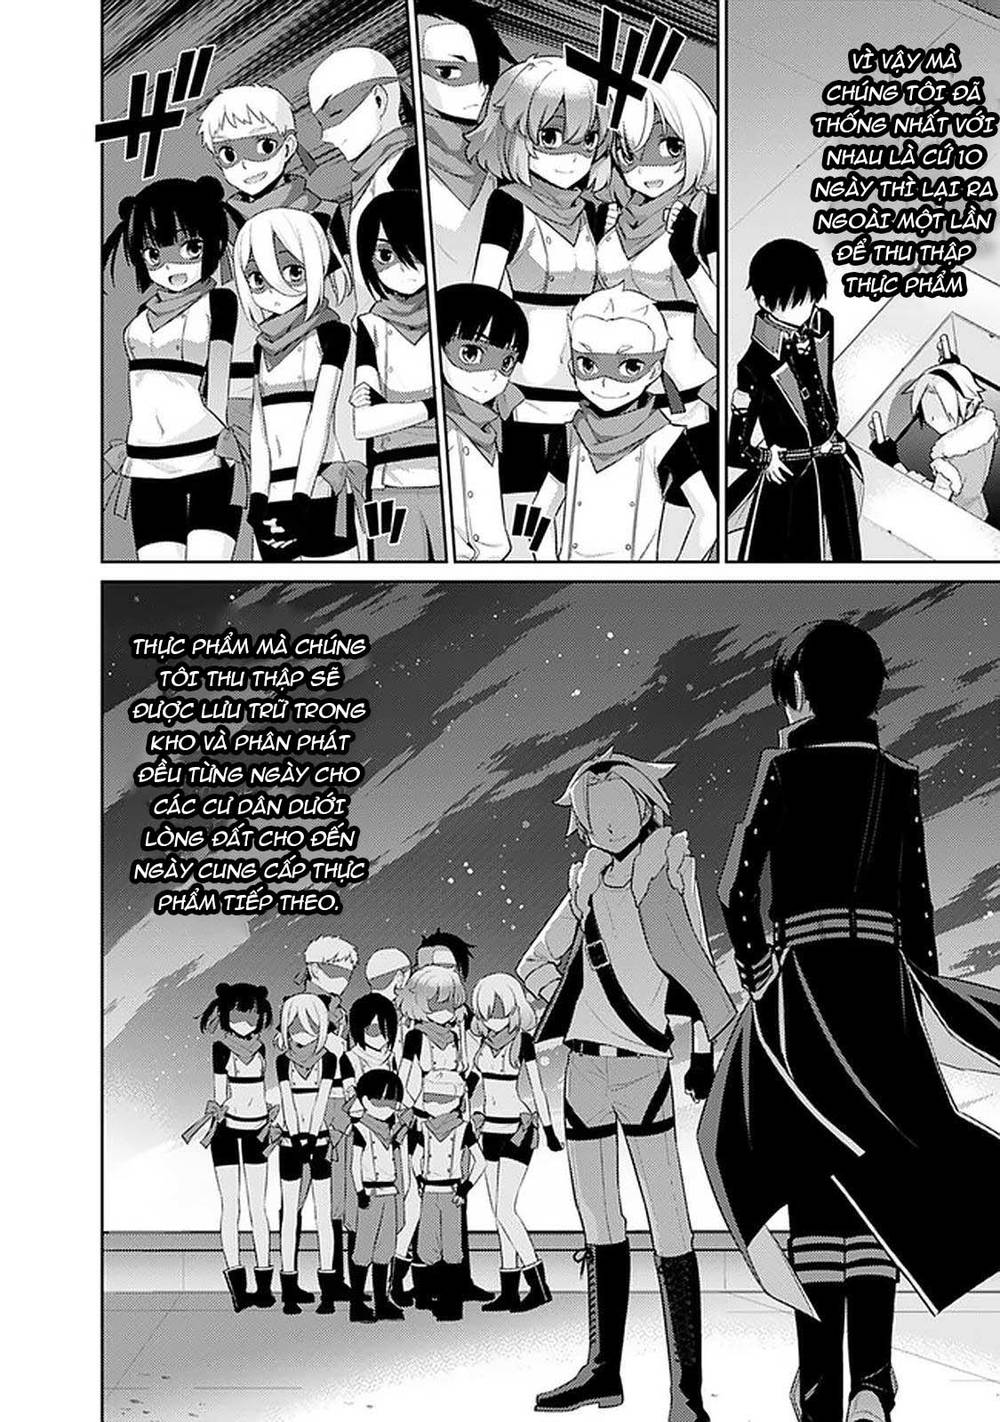 VÌ VẬY MÀ
CHÚNG TÔI ĐÃ
THỐNG NHẤT VỚI
NHAU LÀ CỨ 10
NGÀY THÌ LẠI RA
NGOÀI MỘT LẦN
ĐỂ THU THẬP
THỰC PHẨM
THỰC PHẨM MÀ CHÚNG
TÔI THU THẬP SẼ
ĐƯỢC LƯU TRỮ TRONG
KHO VÀ PHÂN PHÁT
ĐỀU TỪNG NGÀY CHO
CÁC CƯ DÂN DƯỚI
LÒNG ĐẤT CHO ĐẾN
NGÀY CUNG CẤP THỰC
PHẨM TIẾP THEO.